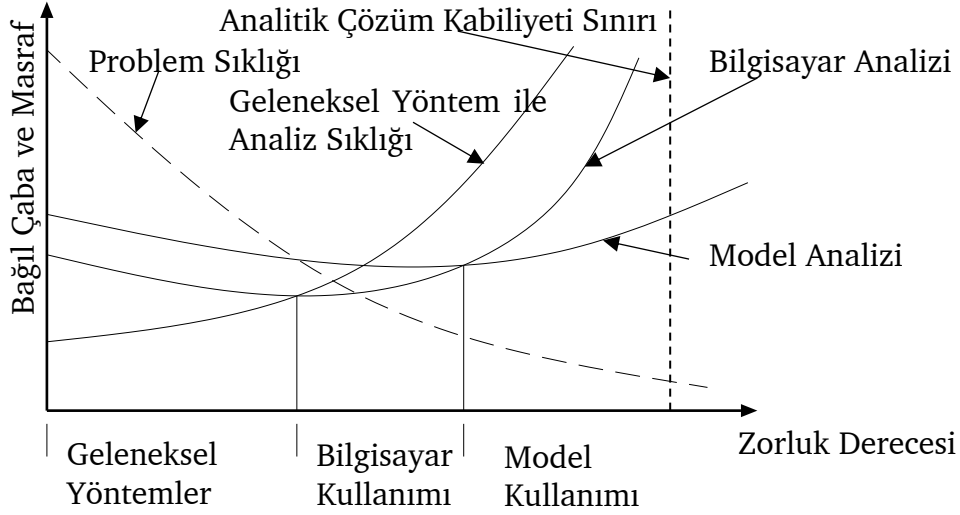 Analitik Çözüm Kabiliyeti Sınırı
Problem Sıklığı
Bilgisayar Analizi
Geleneksel Yöntem ile
Analiz Sıklığı
Bağıl Çaba ve Masraf
Model Analizi
Zorluk Derecesi
Geleneksel
Yöntemler
Bilgisayar
Kullanımı
Model
Kullanımı